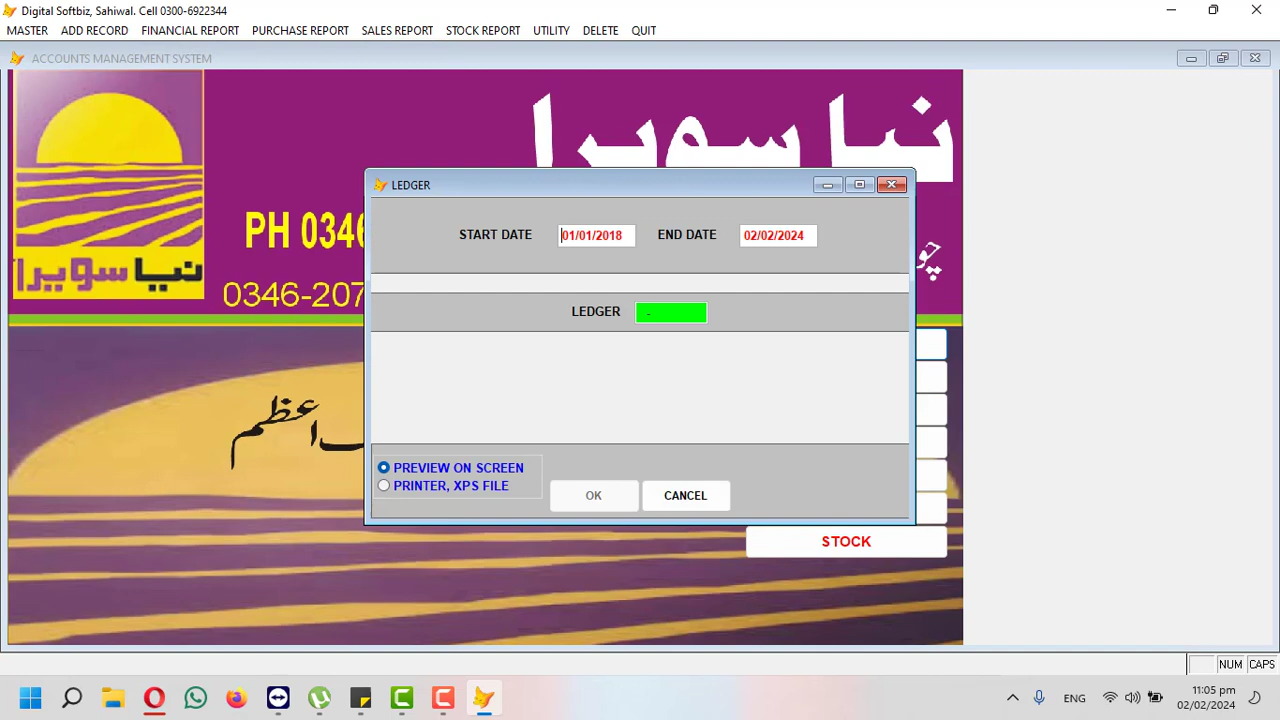 Digital Softbiz, Sahiwal. Cell 0300-6922344
MASTER ADD RECORD FINANCIAL REPORT PURCHASE REPORT SALES REPORT STOCK REPORT UTILITY DELETE QUIT
ACCOUNTS MANAGEMENT SYSTEM
نیا سویرا
نیا سویرا
PH 0346
0346-207
LEDGER
START DATE 01/01/2018 END DATE 02/02/2024
LEDGER -
PREVIEW ON SCREEN
PRINTER, XPS FILE
OK CANCEL
STOCK
NUM CAPS
ENG
11:05 pm
02/02/2024